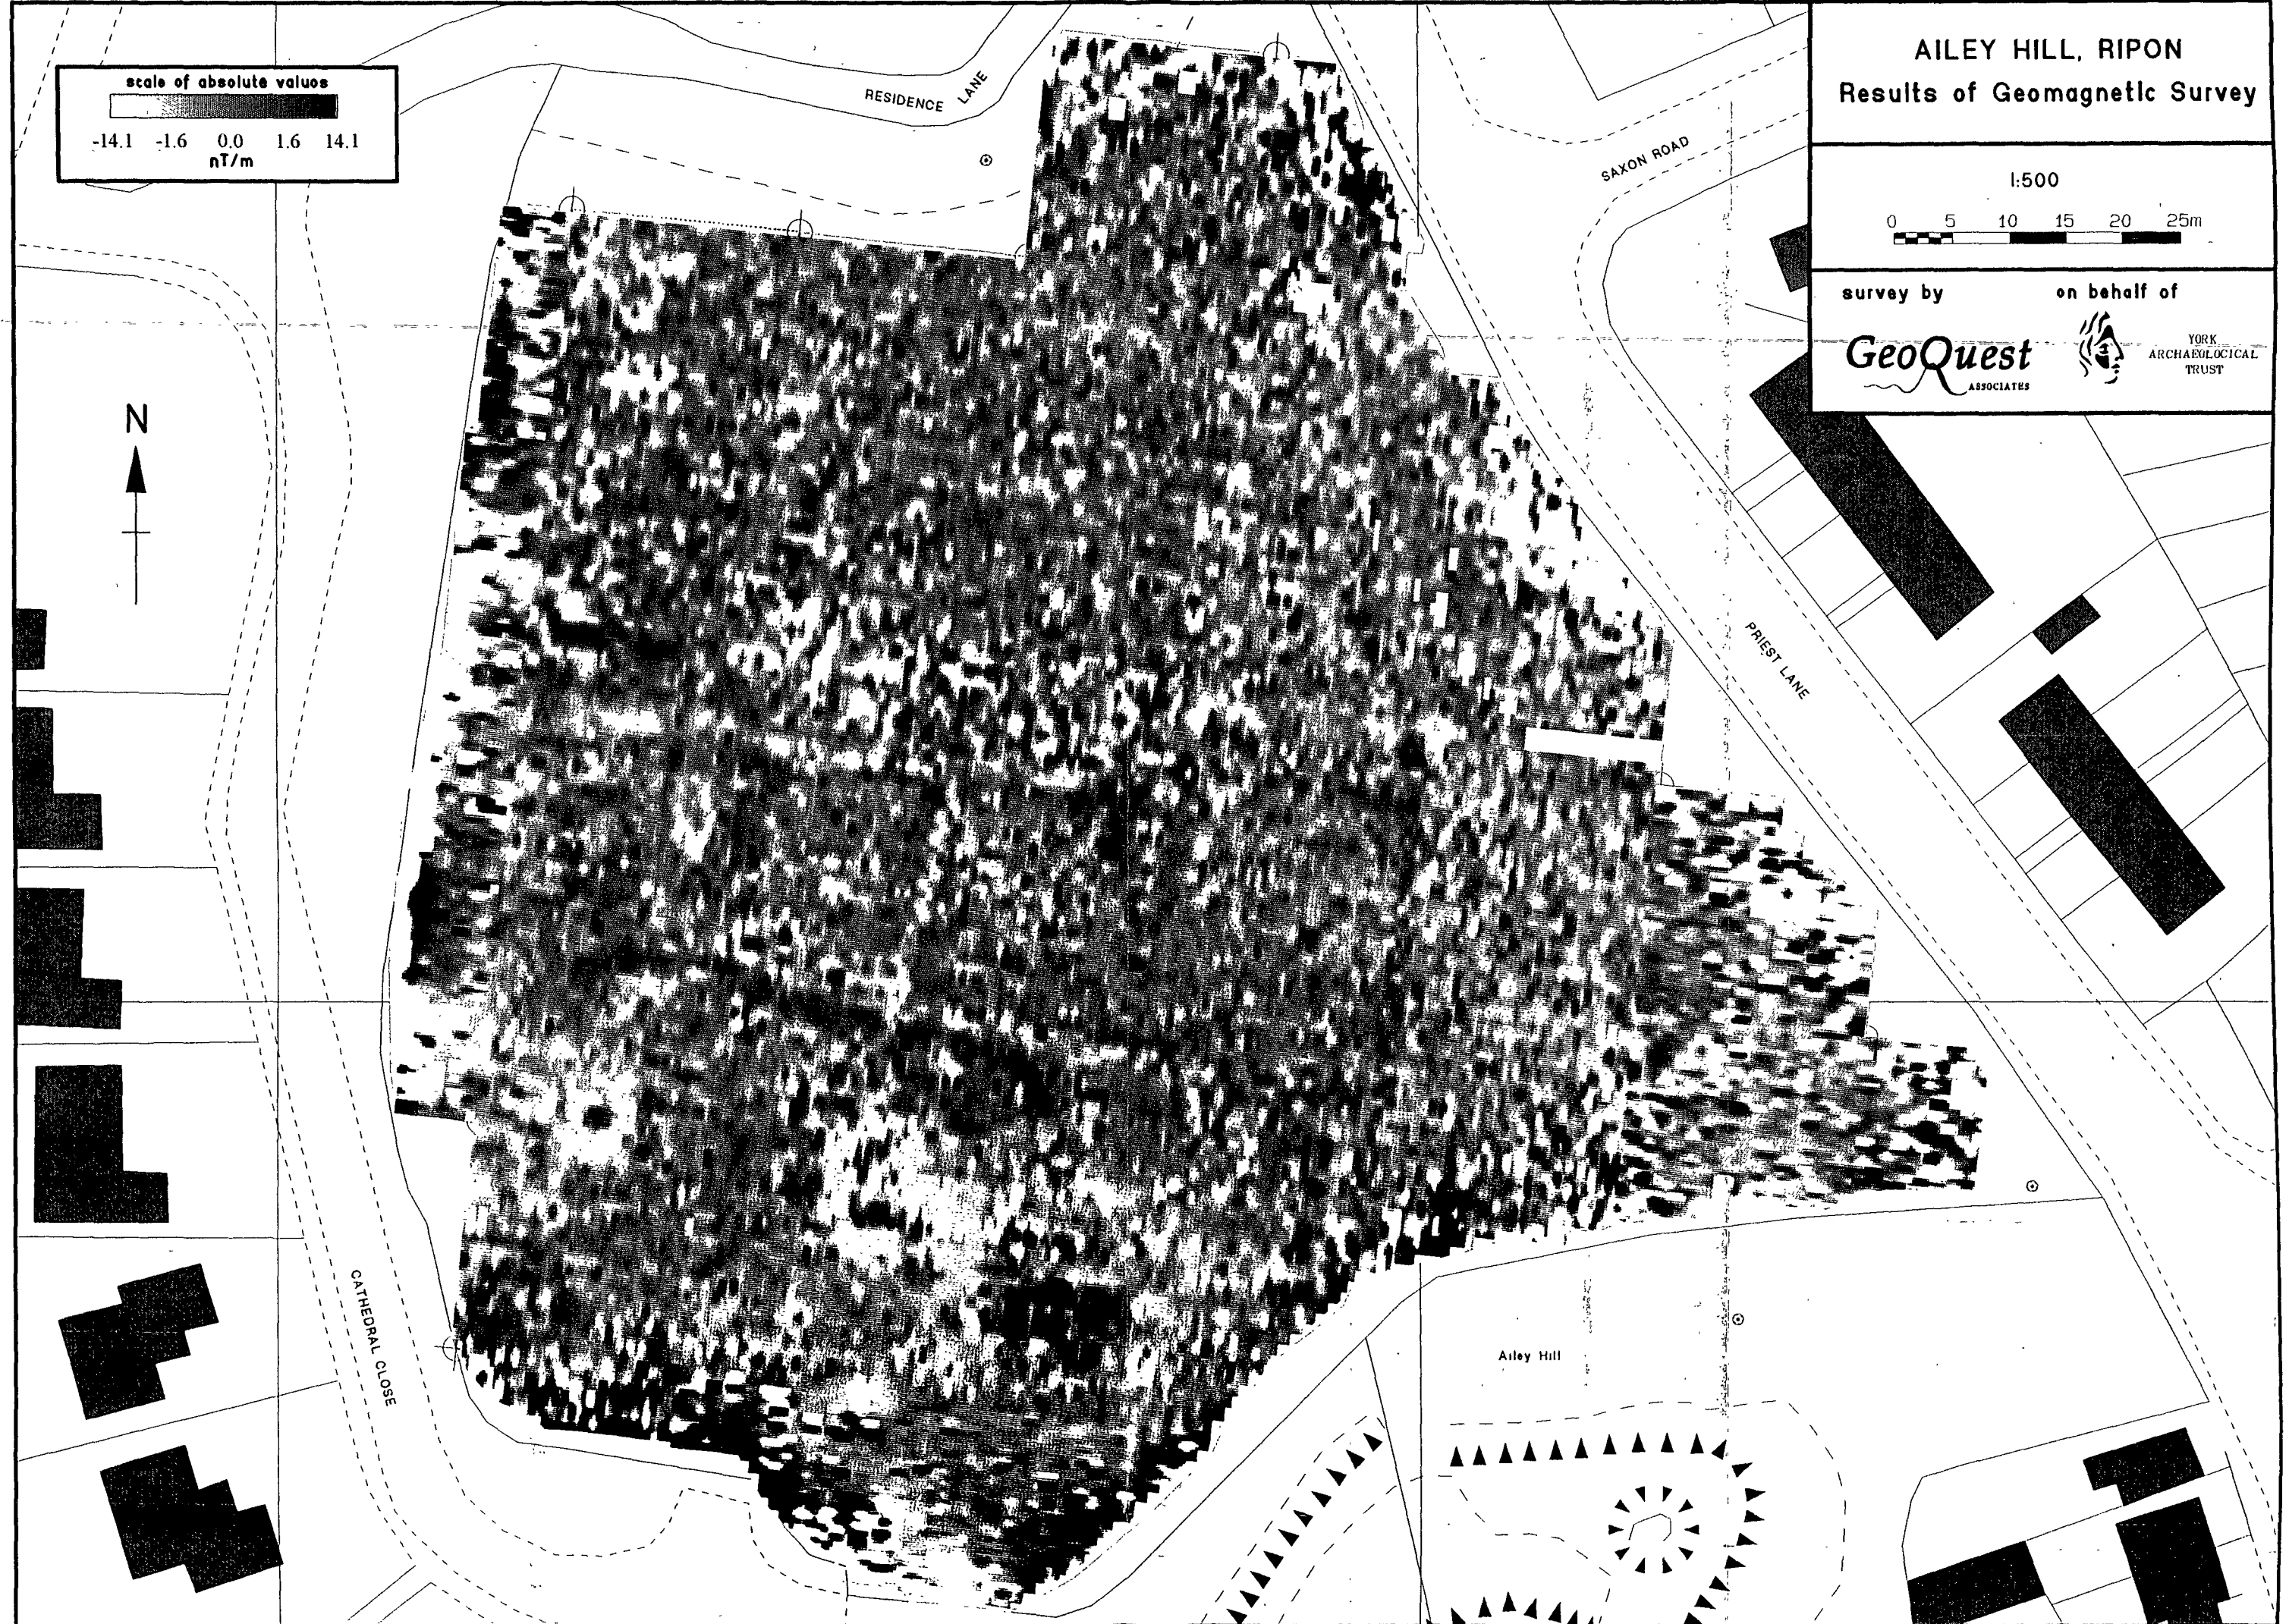 AILEY HILL, RIPON
Results of Geomagnetic Survey
1:500
0 5 10 15 20 25m
survey by
on behalf of
GeoQuest
ASSOCIATES
YORK
ARCHAEOLOGICAL
TRUST
scale of absolute values
-14.1 -1.6 0.0 1.6 14.1
nT/m
N
RESIDENCE LANE
SAXON ROAD
PRIEST LANE
CATHEDRAL CLOSE
Ailey Hill